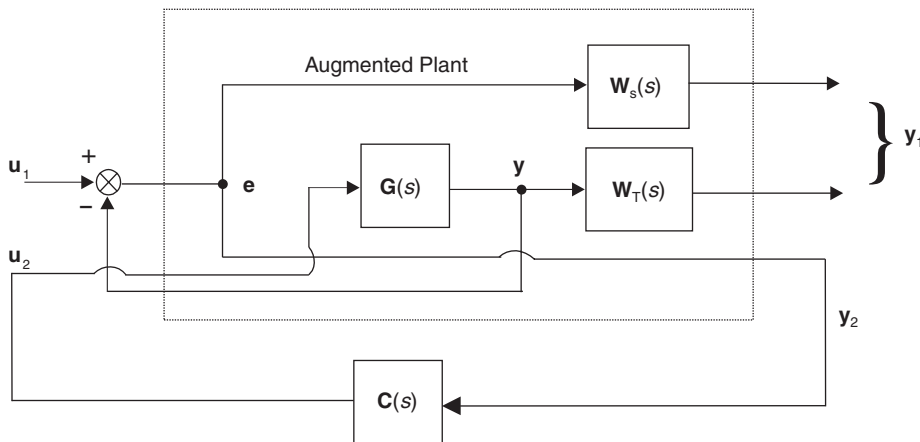 Augmented Plant
W_s(s)
y_1
u_1
+
−
e
G(s)
y
W_T(s)
u_2
y_2
C(s)